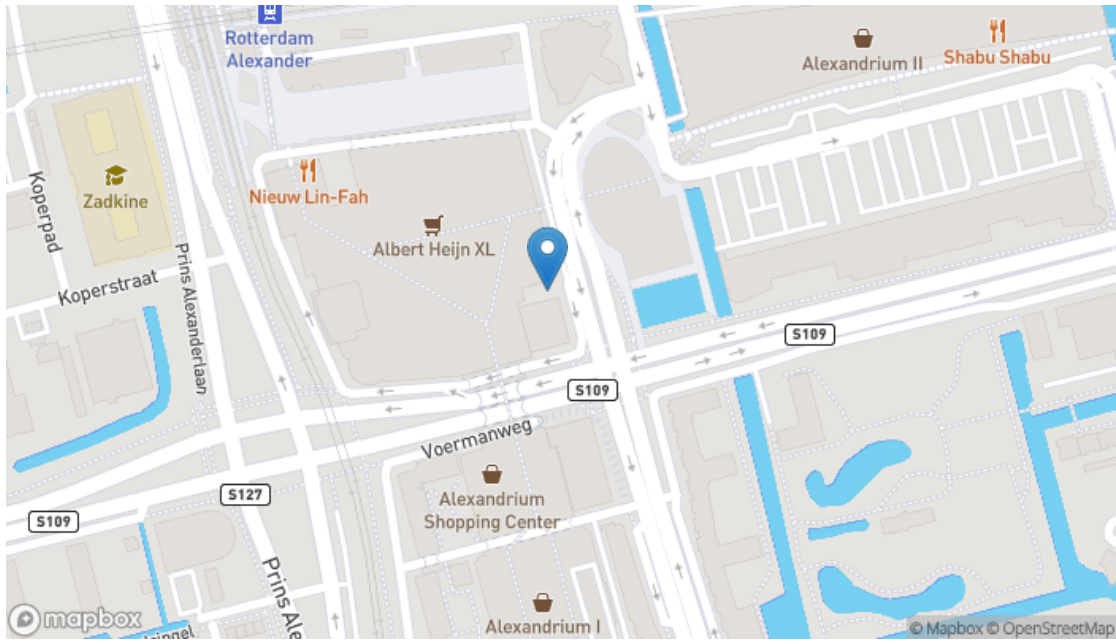 Rotterdam
Alexander
Alexandrium II
Shabu Shabu
Koperpad
Zadkine
Nieuw Lin-Fah
Albert Heijn XL
Koperstraat
Prins Alexanderlaan
S109
S109
Voermanweg
Alexandrium
Shopping Center
S127
S109
Prins Ale
Alexandrium I
mapbox
singel
© Mapbox © OpenStreetMap